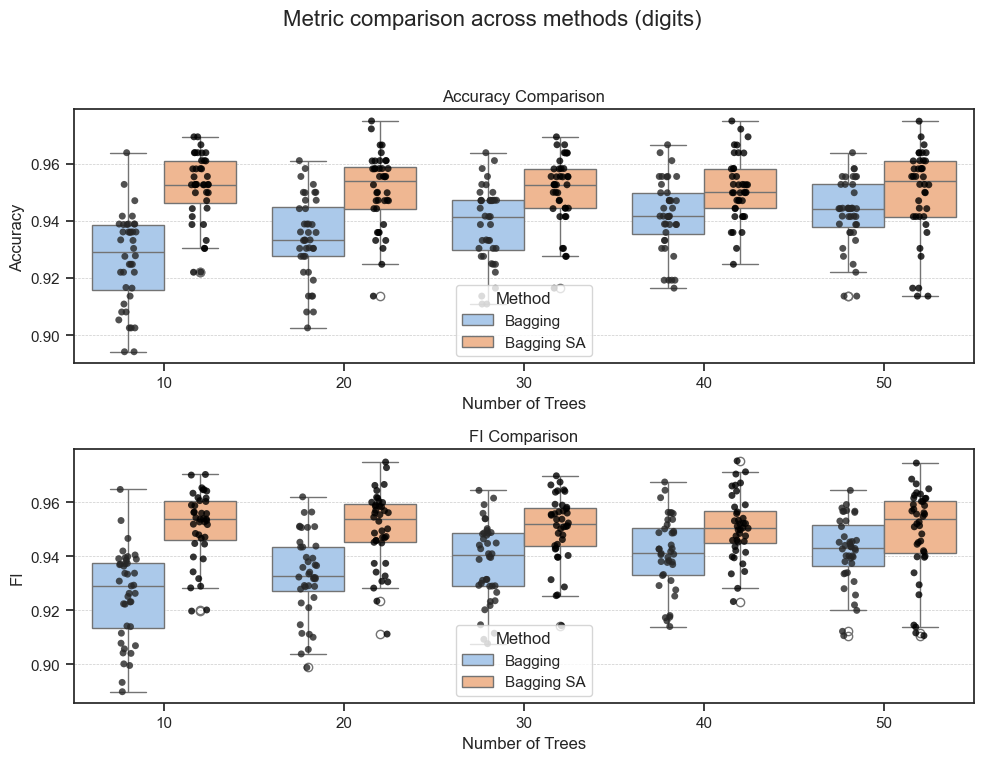 Metric comparison across methods (digits)
Accuracy Comparison
Accuracy
0.96
0.94
0.92
0.90
Method
Bagging
Bagging SA
10 20 30 40 50
Number of Trees
FI Comparison
FI
0.96
0.94
0.92
0.90
Method
Bagging
Bagging SA
10 20 30 40 50
Number of Trees